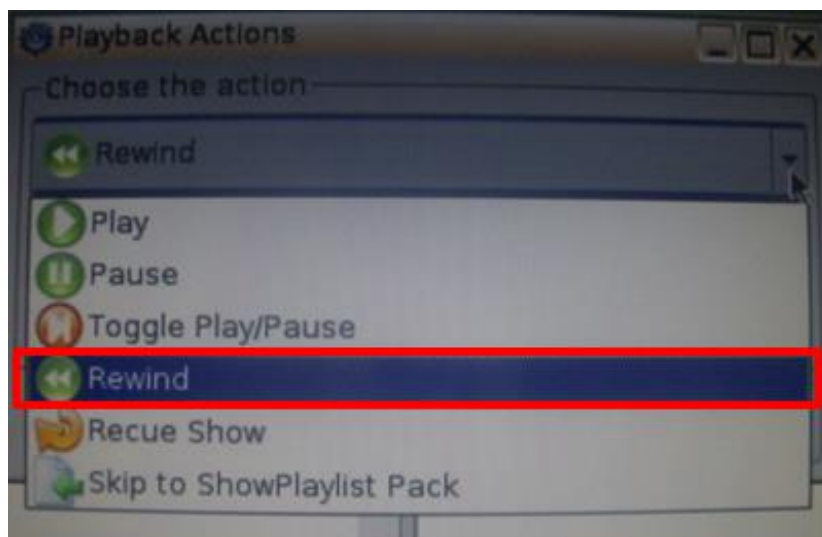 Playback Actions
Choose the action
Rewind
Play
Pause
Toggle Play/Pause
Rewind
Recue Show
Skip to ShowPlaylist Pack